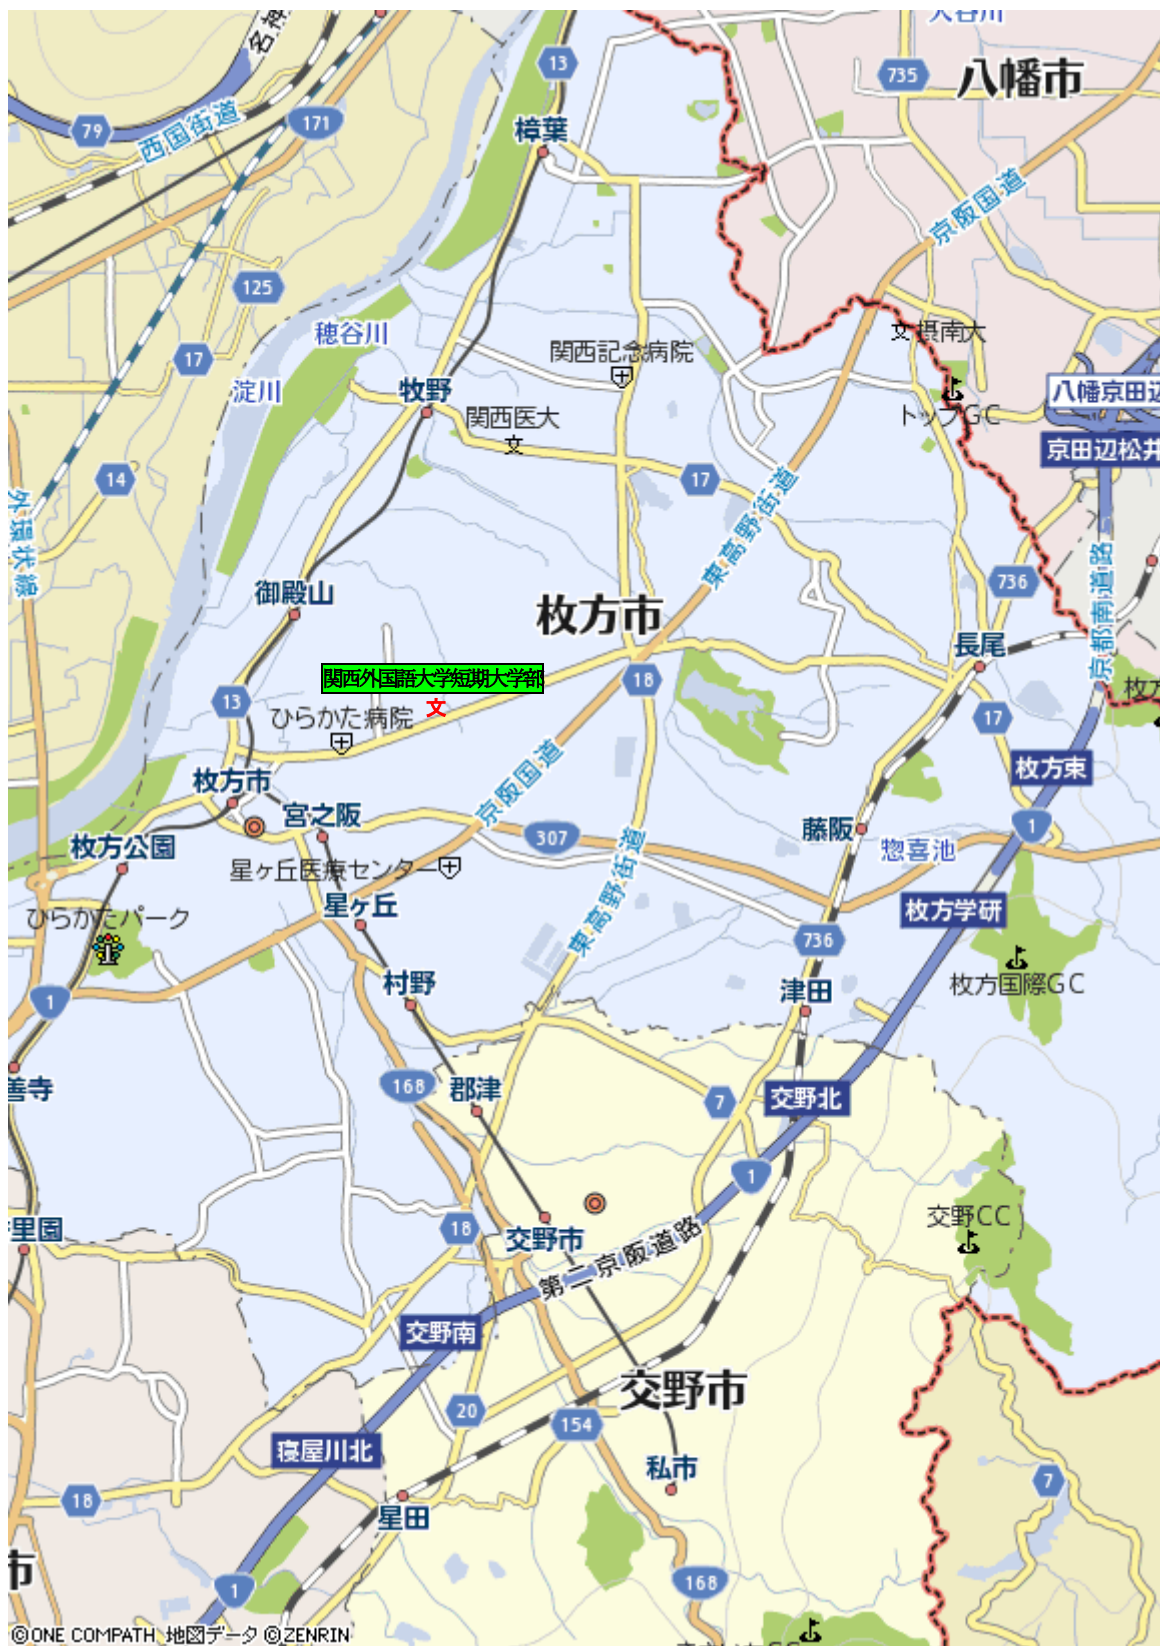 大谷川
名神
13
735
八幡市
79
西国街道
171
樟葉
京阪国道
125
穂谷川
関西記念病院
文 摂南大
17
淀川
牧野
関西医大
文
トップGC
八幡京田辺
京田辺松井
14
17
外環状線
東高野街道
736
御殿山
枚方市
京都南道路
長尾
関西外国語大学短期大学部
文
18
13
ひらかた病院
17
枚方
枚方市
京阪国道
枚方東
宮之阪
307
藤阪
1
枚方公園
惣喜池
星ヶ丘医療センター
東高野街道
枚方学研
ひらかたパーク
星ヶ丘
736
村野
津田
枚方国際GC
1
善寺
168
郡津
7
交野北
1
里園
18
交野市
交野CC
第二京阪道路
交野南
交野市
20
154
寝屋川北
私市
7
18
星田
市
1
168
©ONE COMPATH 地図データ ©ZENRIN